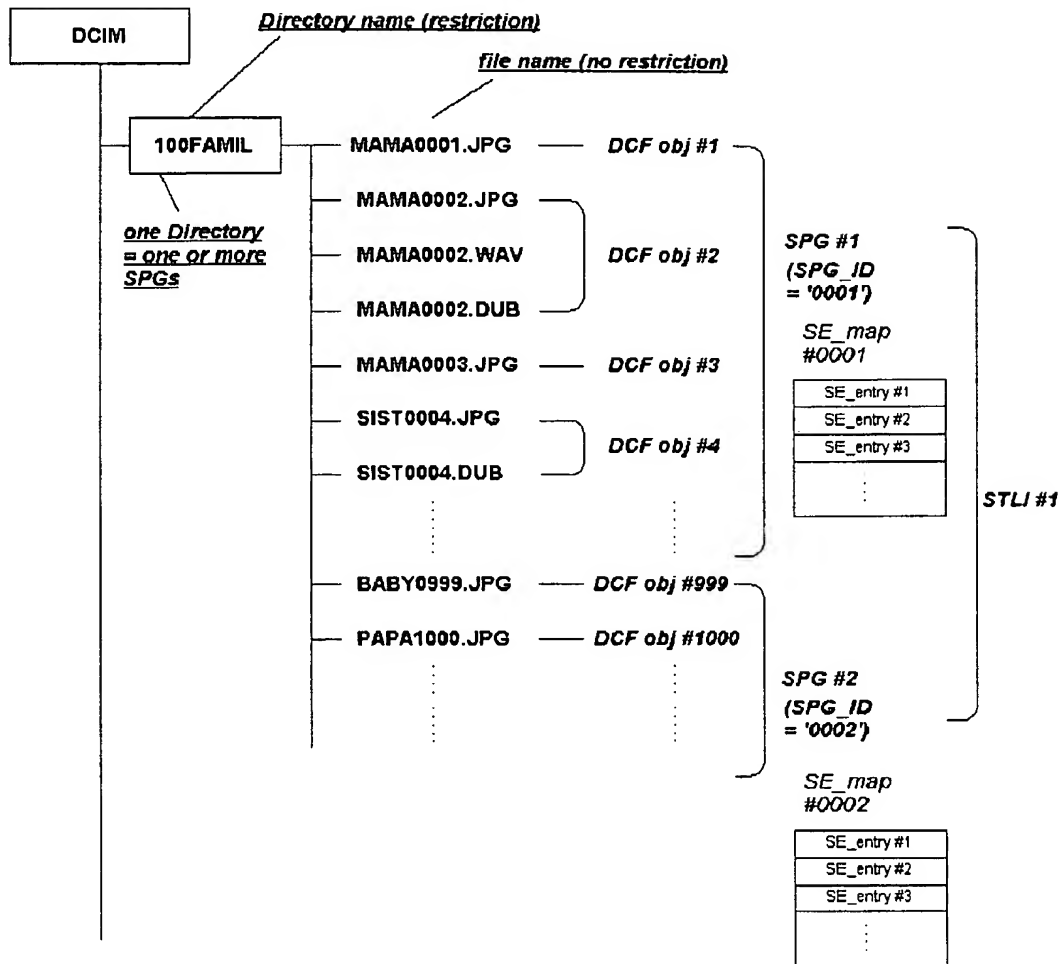 DCIM
Directory name (restriction)
file name (no restriction)
100FAMIL
one Directory
= one or more
SPGs
MAMA0001.JPG
DCF obj #1
MAMA0002.JPG
MAMA0002.WAV
DCF obj #2
MAMA0002.DUB
MAMA0003.JPG
DCF obj #3
SIST0004.JPG
DCF obj #4
SIST0004.DUB
BABY0999.JPG
DCF obj #999
PAPA1000.JPG
DCF obj #1000
SPG #1
(SPG_ID
= '0001')
SE_map
#0001
SE_entry #1
SE_entry #2
SE_entry #3
STLI #1
SPG #2
(SPG_ID
= '0002')
SE_map
#0002
SE_entry #1
SE_entry #2
SE_entry #3